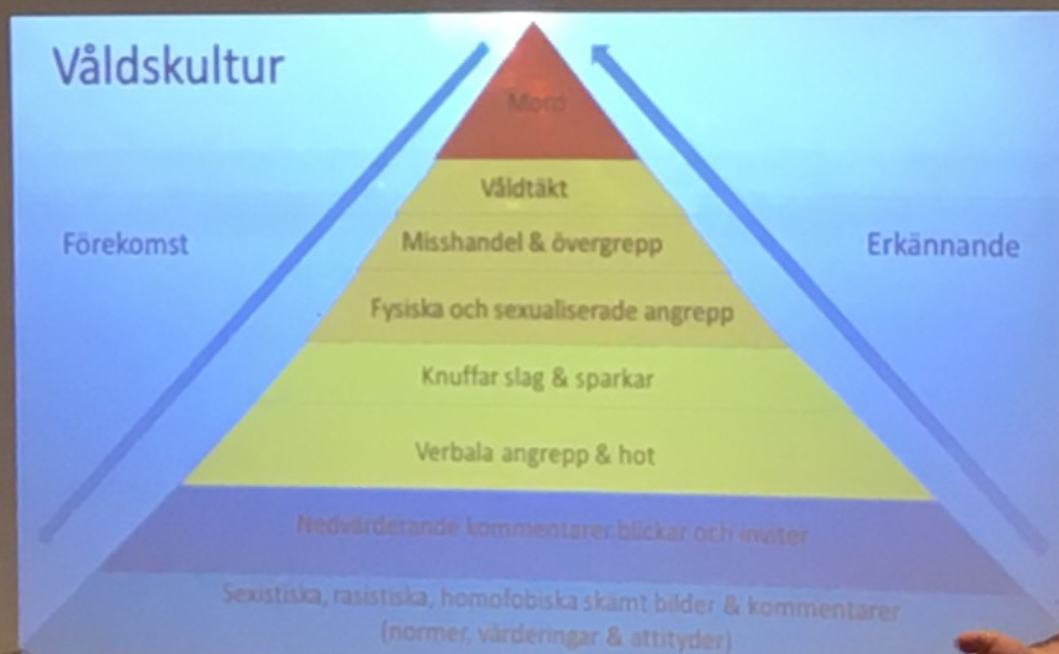 Våldskultur
Mord
Våldtäkt
Förekomst
Misshandel & övergrepp
Erkännande
Fysiska och sexualiserade angrepp
Knuffar slag & sparkar
Verbala angrepp & hot
Nedvärderande kommentarer blickar och inviter
Sexistiska, rasistiska, homofobiska skämt bilder & kommentarer
(normer, värderingar & attityder)